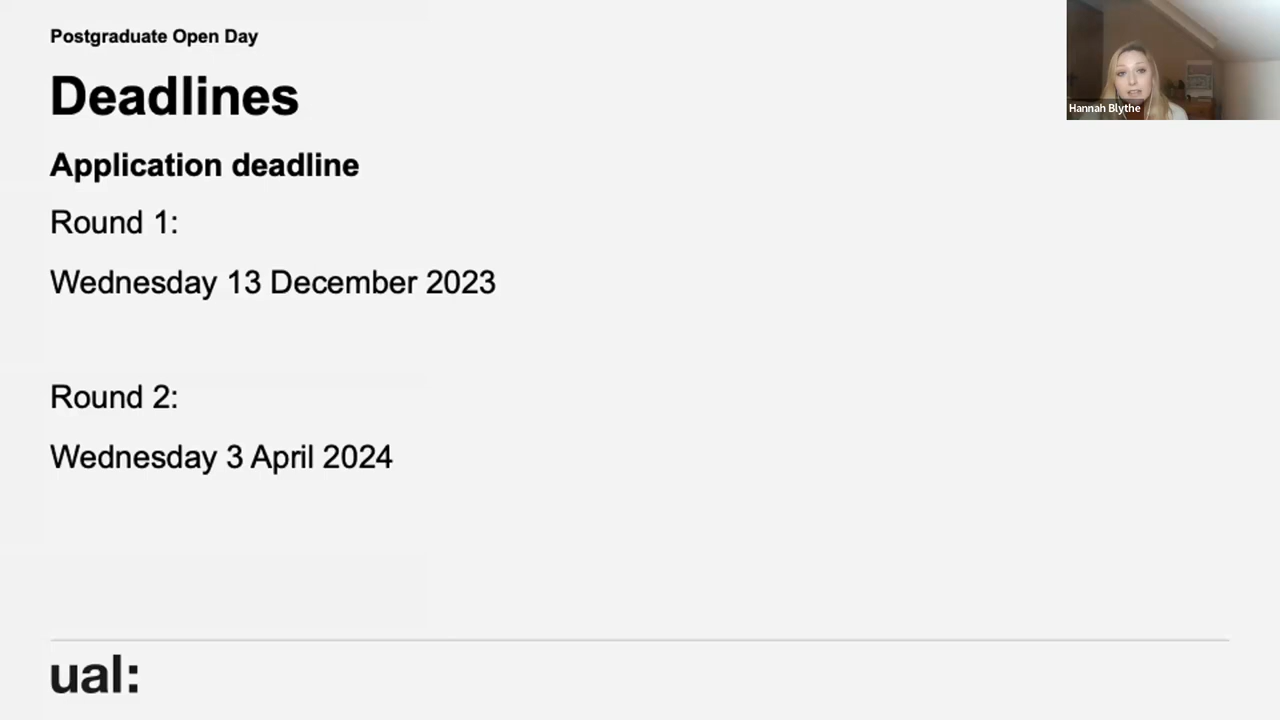 Postgraduate Open Day
Deadlines
Application deadline
Round 1:
Wednesday 13 December 2023
Round 2:
Wednesday 3 April 2024
ual:
Hannah Blythe